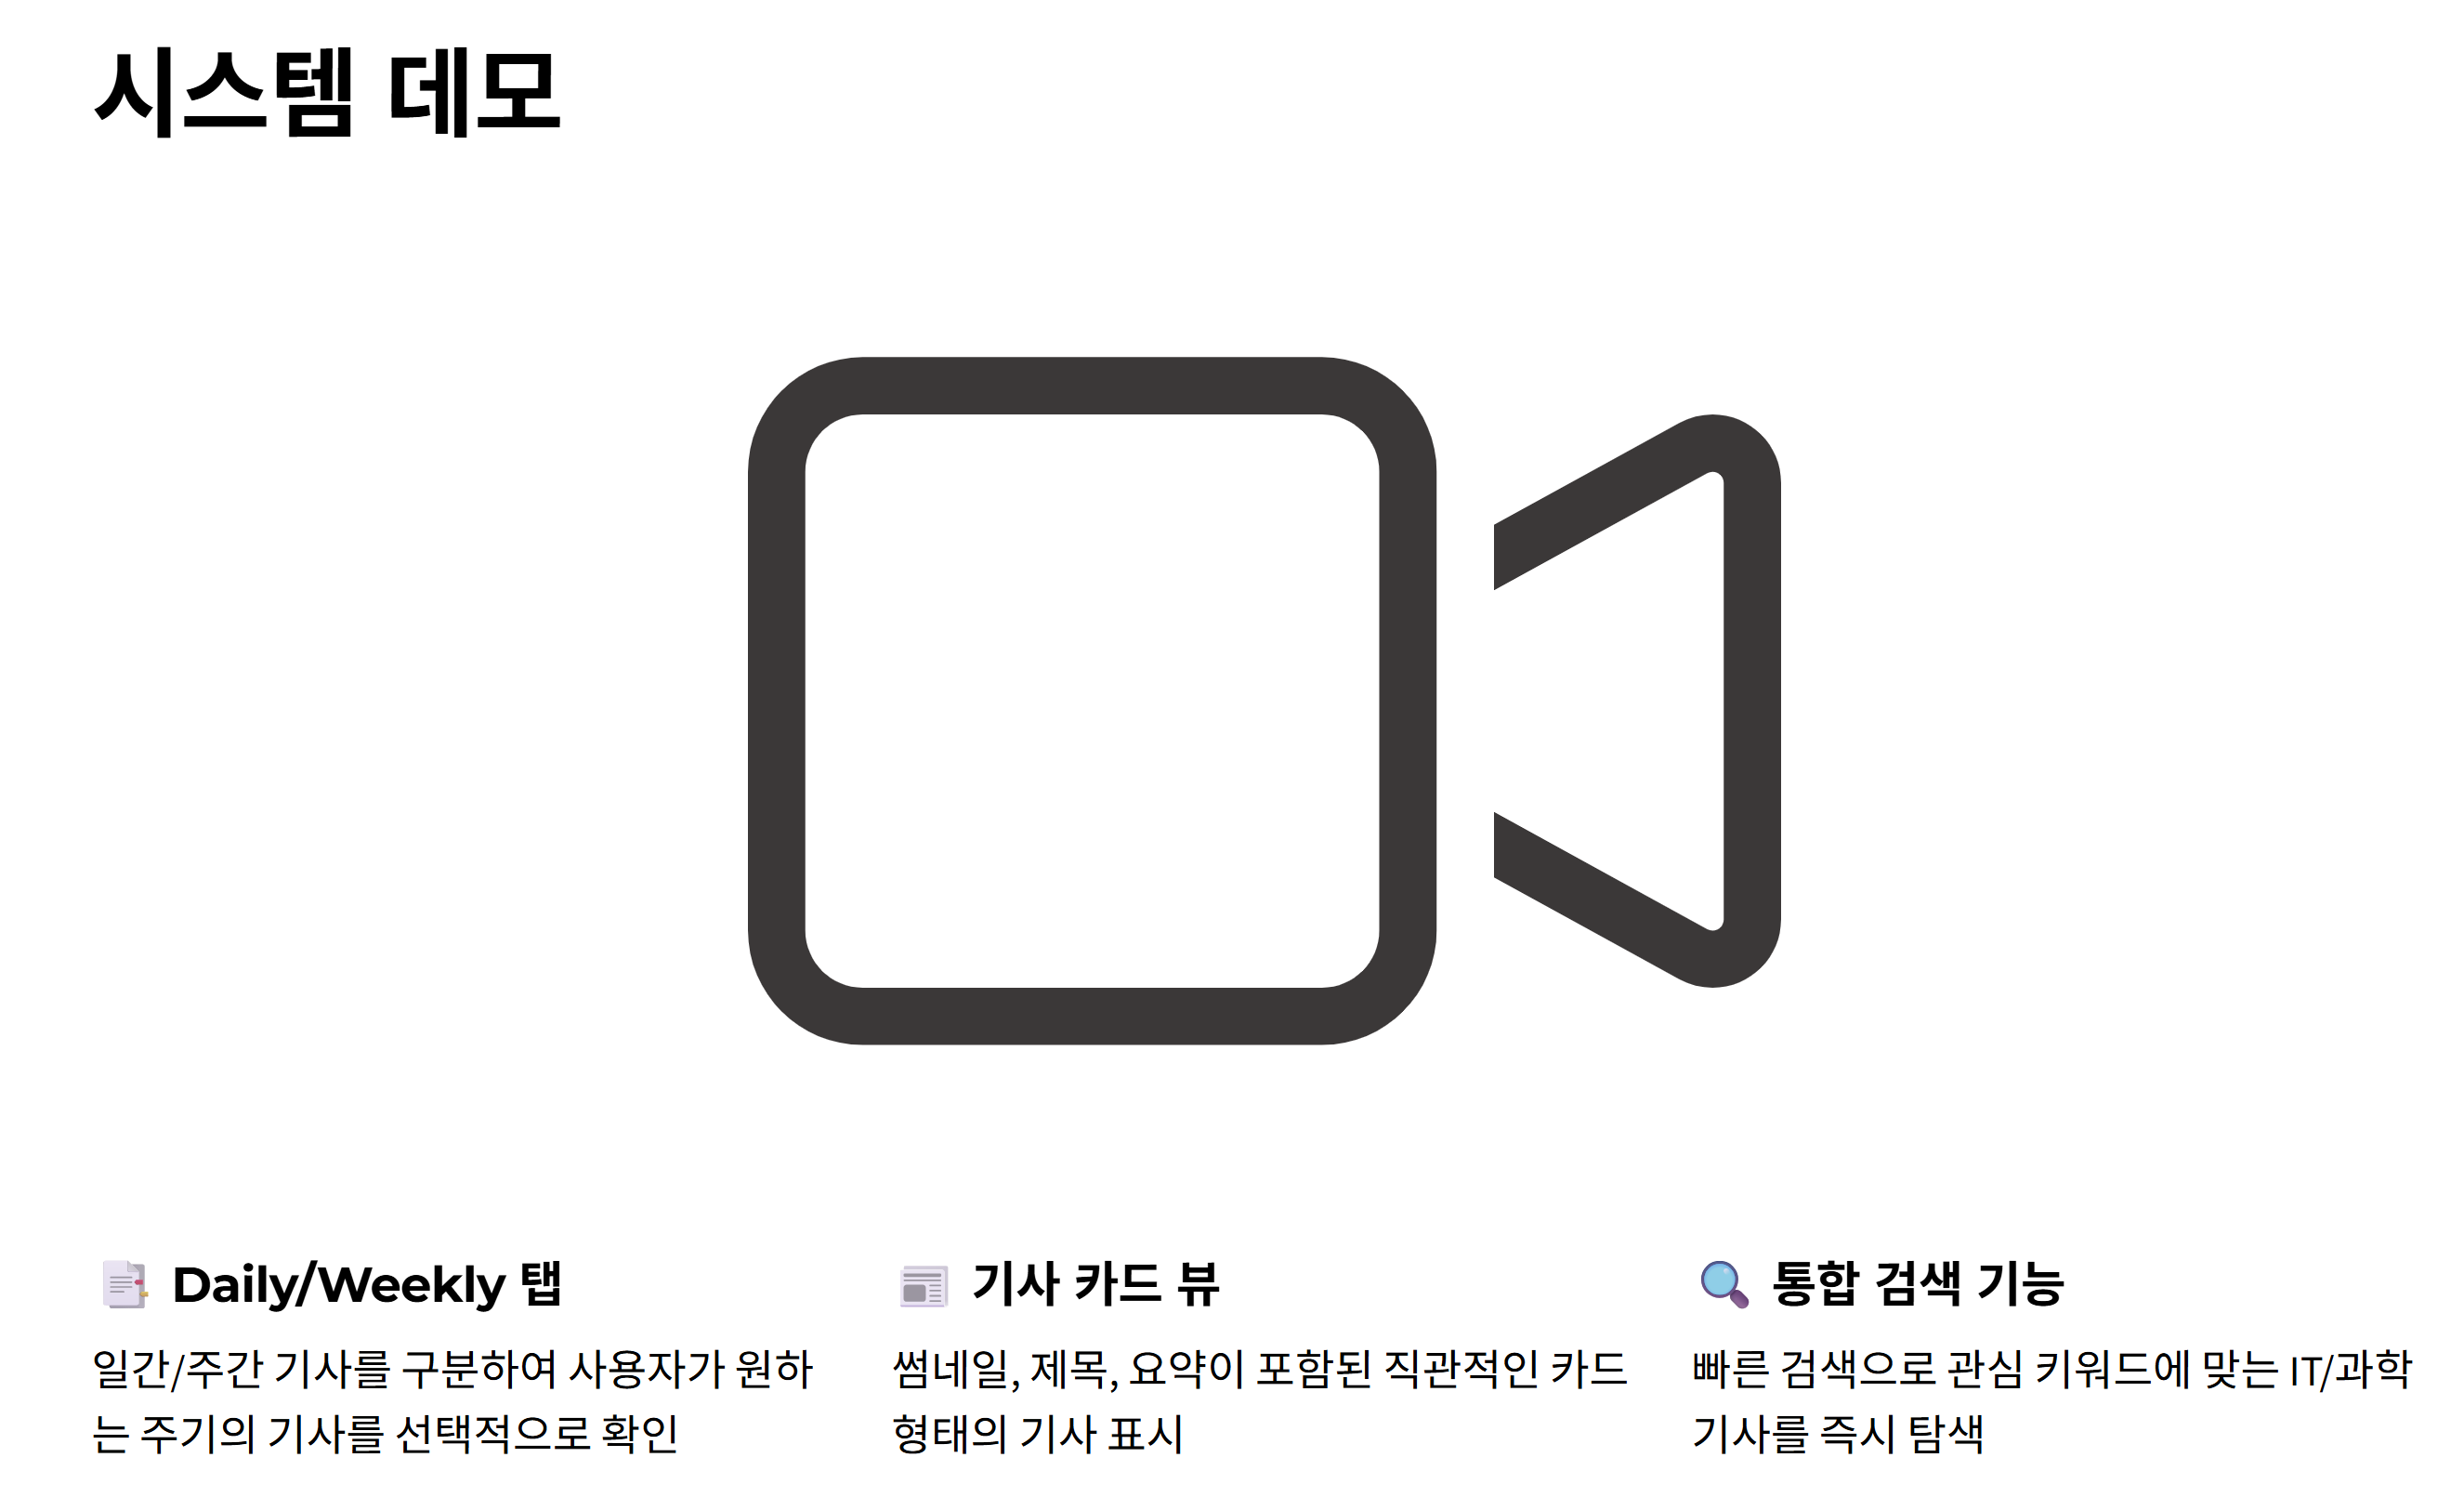 시스템 데모
Daily/Weekly 탭
일간/주간 기사를 구분하여 사용자가 원하
는 주기의 기사를 선택적으로 확인
기사 카드 뷰
썸네일, 제목, 요약이 포함된 직관적인 카드
형태의 기사 표시
통합 검색 기능
빠른 검색으로 관심 키워드에 맞는 IT/과학
기사를 즉시 탐색